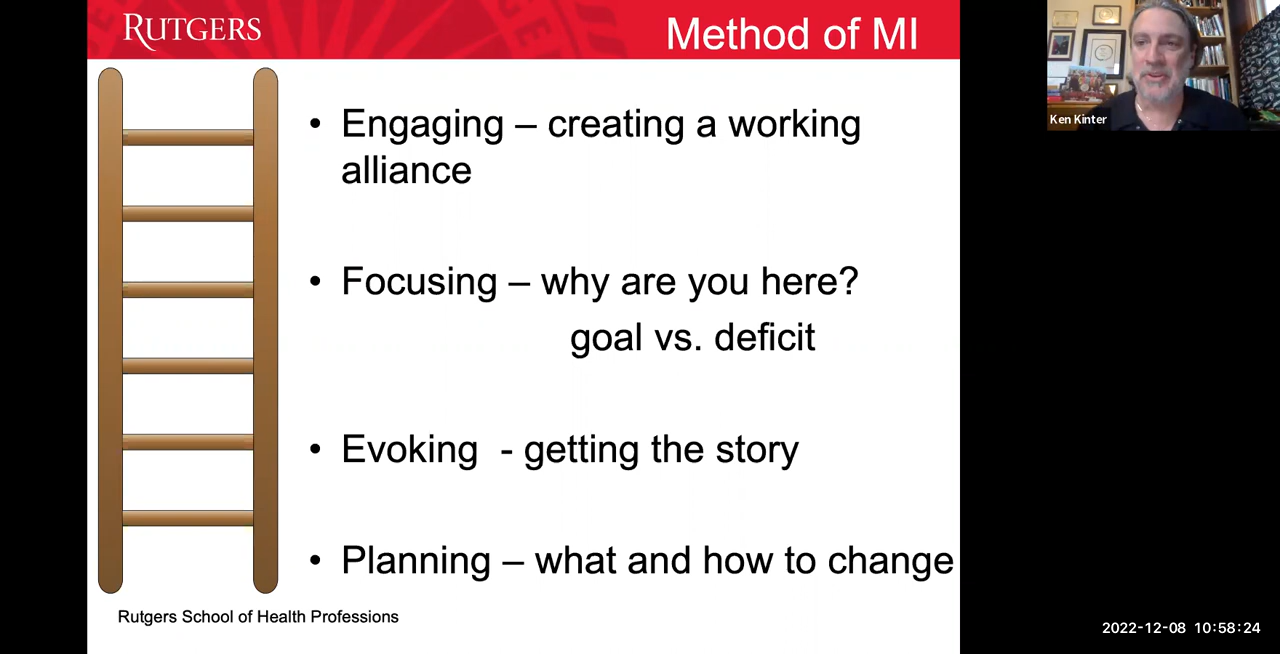 RUTGERS
Method of MI
• Engaging – creating a working
alliance
• Focusing – why are you here?
goal vs. deficit
• Evoking  - getting the story
• Planning – what and how to change
Rutgers School of Health Professions
Ken Kinter
2022-12-08 10:58:24